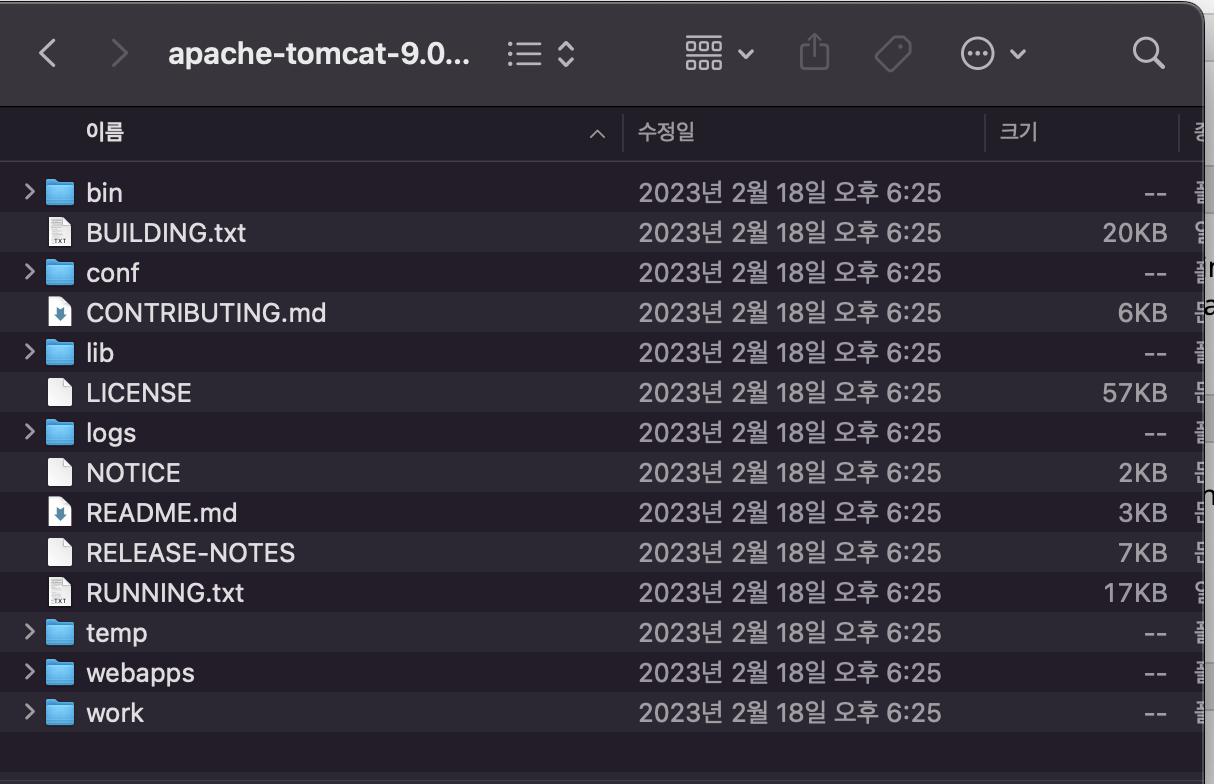 apache-tomcat-9.0...
이름 수정일 크기
bin 2023년 2월 18일 오후 6:25 --
BUILDING.txt 2023년 2월 18일 오후 6:25 20KB
conf 2023년 2월 18일 오후 6:25 --
CONTRIBUTING.md 2023년 2월 18일 오후 6:25 6KB
lib 2023년 2월 18일 오후 6:25 --
LICENSE 2023년 2월 18일 오후 6:25 57KB
logs 2023년 2월 18일 오후 6:25 --
NOTICE 2023년 2월 18일 오후 6:25 2KB
README.md 2023년 2월 18일 오후 6:25 3KB
RELEASE-NOTES 2023년 2월 18일 오후 6:25 7KB
RUNNING.txt 2023년 2월 18일 오후 6:25 17KB
temp 2023년 2월 18일 오후 6:25 --
webapps 2023년 2월 18일 오후 6:25 --
work 2023년 2월 18일 오후 6:25 --